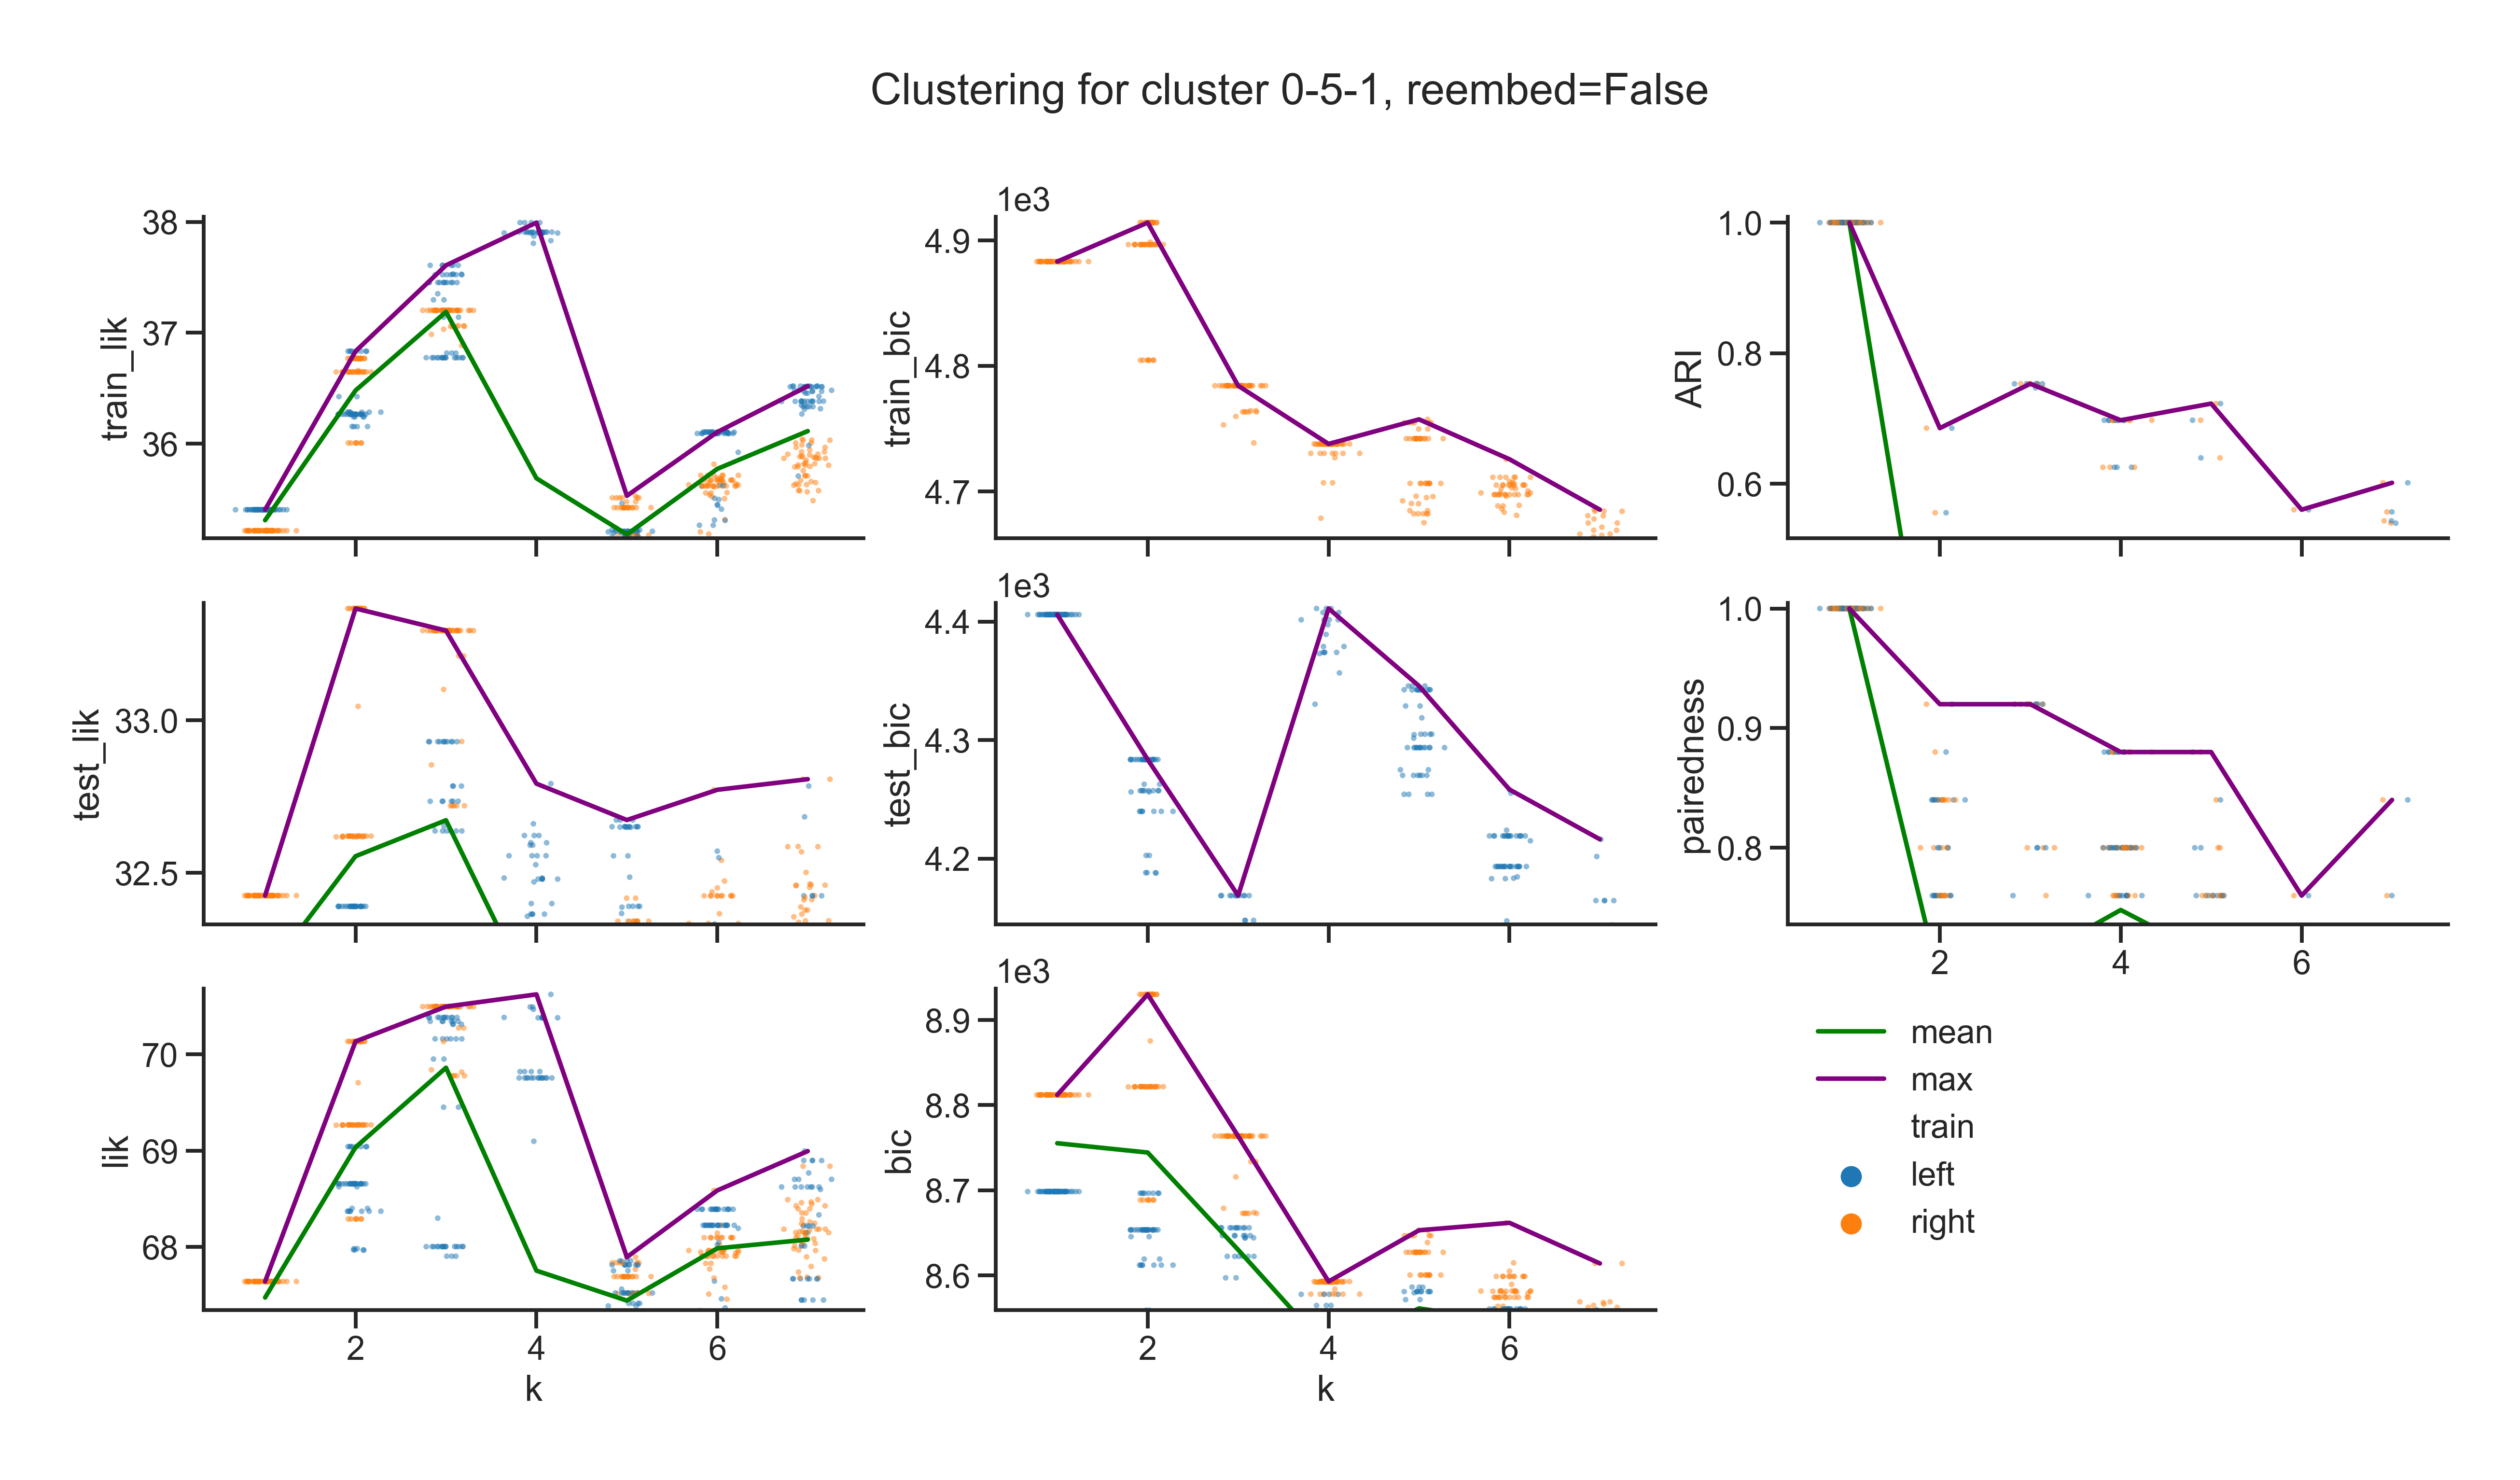 Clustering for cluster 0-5-1, reembed=False
train_lik
38
37
36
1e3
train_bic
4.9
4.8
4.7
ARI
1.0
0.8
0.6
test_lik
33.0
32.5
1e3
test_bic
4.4
4.3
4.2
pairedness
1.0
0.9
0.8
2 4 6
lik
70
69
68
2 4 6
k
1e3
bic
8.9
8.8
8.7
8.6
2 4 6
k
mean
max
train
left
right